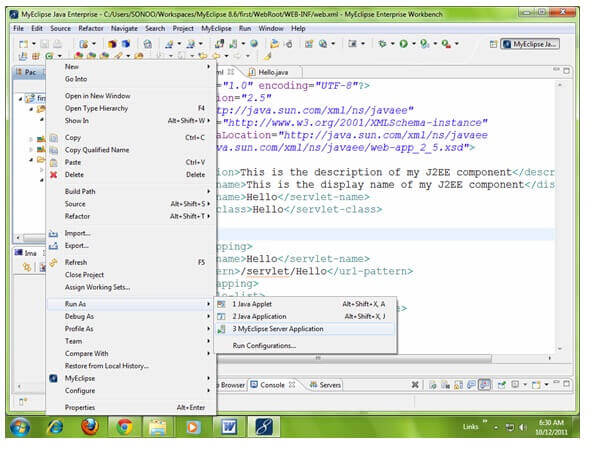 MyEclipse Java Enterprise - C:/Users/SONOO/Workspaces/MyEclipse 8.6/first/WebRoot/WEB-INF/web.xml - MyEclipse Enterprise Workbench
File Edit Source Refactor Navigate Search Project MyEclipse Run Window Help
MyEclipse Ja...
Pac
ml Hello.java
New
Go Into
Open in New Window
Open Type Hierarchy F4
Show In Alt+Shift+W
Copy Ctrl+C
Copy Qualified Name
Paste Ctrl+V
Delete Delete
Build Path
Source Alt+Shift+S
Refactor Alt+Shift+T
Import...
Export...
Refresh F5
Close Project
Assign Working Sets...
Run As
Debug As
Profile As
Team
Compare With
Restore from Local History...
MyEclipse
Configure
Properties Alt+Enter
="1.0" encoding="UTF-8"?>
ion="2.5"
tp://java.sun.com/xml/ns/javaee"
="http://www.w3.org/2001/XMLSchema-instance"
aLocation="http://java.sun.com/xml/ns/javaee
va.sun.com/xml/ns/javaee/web-app_2_5.xsd">
ion>This is the description of my J2EE component</descr
name>This is the display name of my J2EE component</dis
name>Hello</servlet-name>
class>Hello</servlet-class>
pping>
name>Hello</servlet-name>
ern>/servlet/Hello</url-pattern>
apping>
e-list>
1 Java Applet Alt+Shift+X, A
2 Java Application Alt+Shift+X, J
3 MyEclipse Server Application
Run Configurations...
Ima
b Browser Console Servers
Links
6:30 AM
10/12/2011